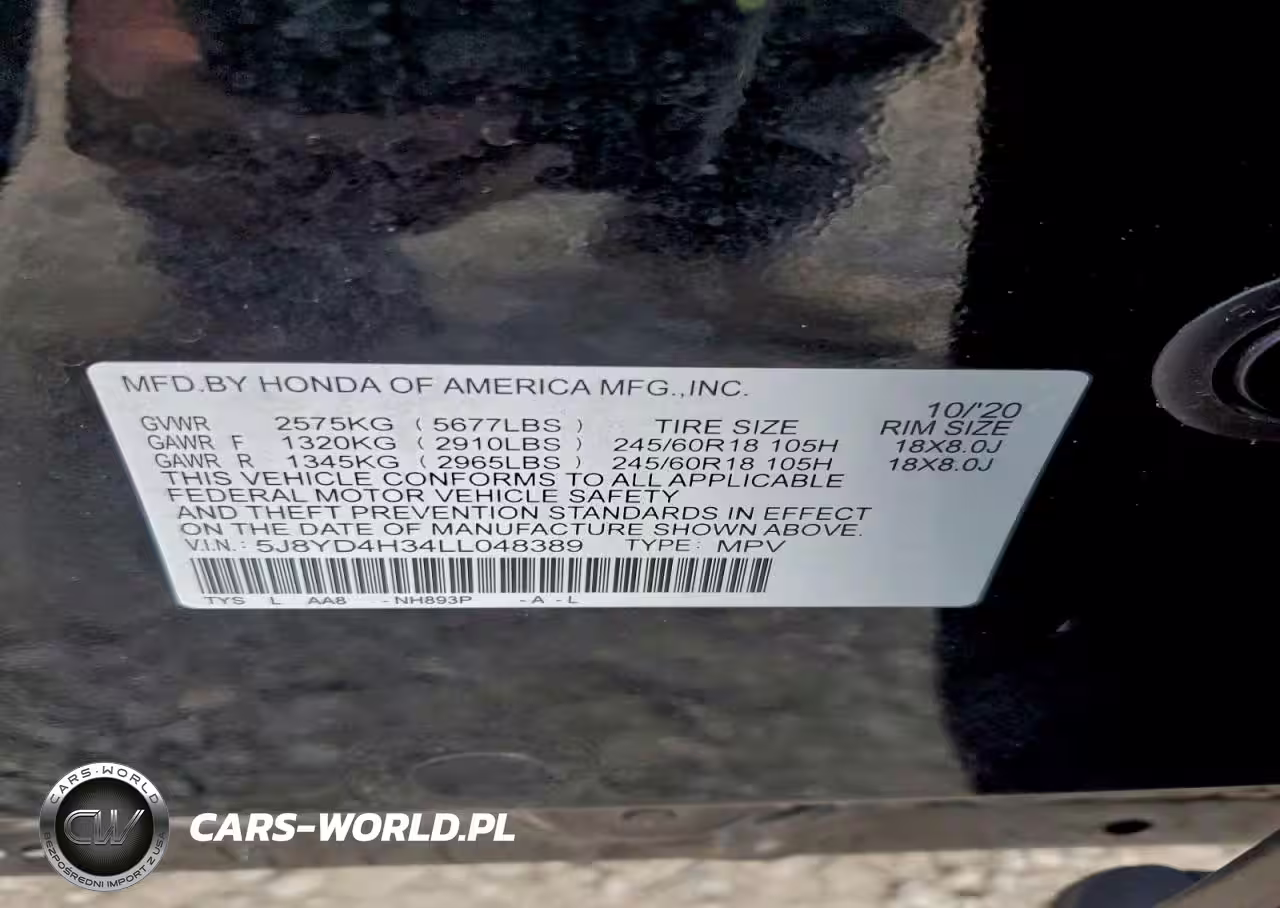 MFD.BY HONDA OF AMERICA MFG.,INC.
10/'20
GVWR 2575KG ( 5677LBS ) TIRE SIZE RIM SIZE
GAWR F 1320KG ( 2910LBS ) 245/60R18 105H 18X8.0J
GAWR R 1345KG ( 2965LBS ) 245/60R18 105H 18X8.0J
THIS VEHICLE CONFORMS TO ALL APPLICABLE
FEDERAL MOTOR VEHICLE SAFETY
AND THEFT PREVENTION STANDARDS IN EFFECT
ON THE DATE OF MANUFACTURE SHOWN ABOVE.
V.I.N.: 5J8YD4H34LL048389 TYPE: MPV
TYS L AA8 -NH893P -A -L
CARS-WORLD
CW
BEZPOŚREDNI IMPORT Z USA
CARS-WORLD.PL